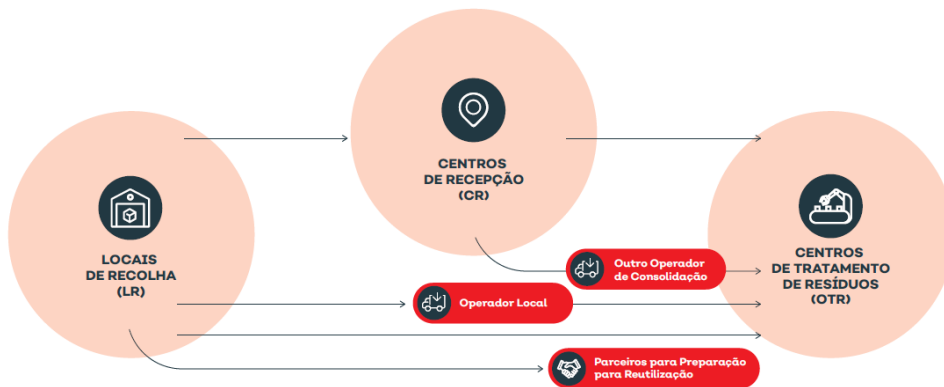 CENTROS
DE RECEPÇÃO
(CR)
LOCAIS
DE RECOLHA
(LR)
CENTROS
DE TRATAMENTO
DE RESÍDUOS
(OTR)
Outro Operador
de Consolidação
Operador Local
Parceiros para Preparação
para Reutilização